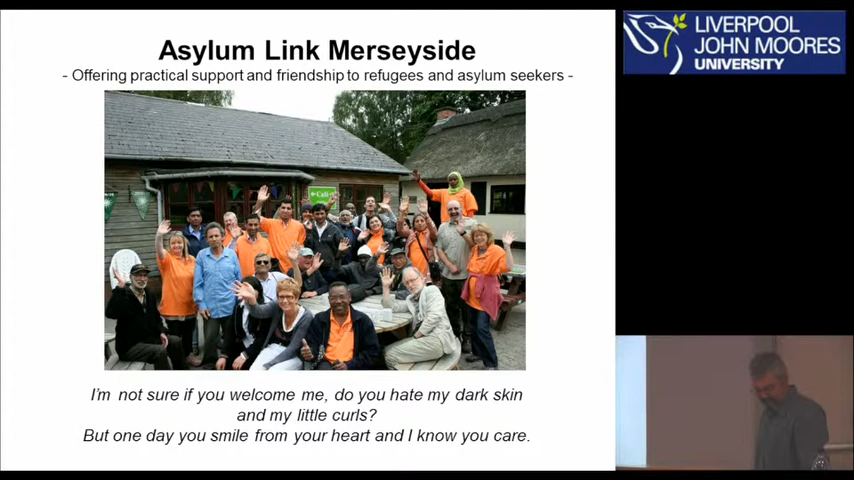 Asylum Link Merseyside
- Offering practical support and friendship to refugees and asylum seekers -
I'm not sure if you welcome me, do you hate my dark skin
and my little curls?
But one day you smile from your heart and I know you care.
LIVERPOOL
JOHN MOORES
UNIVERSITY